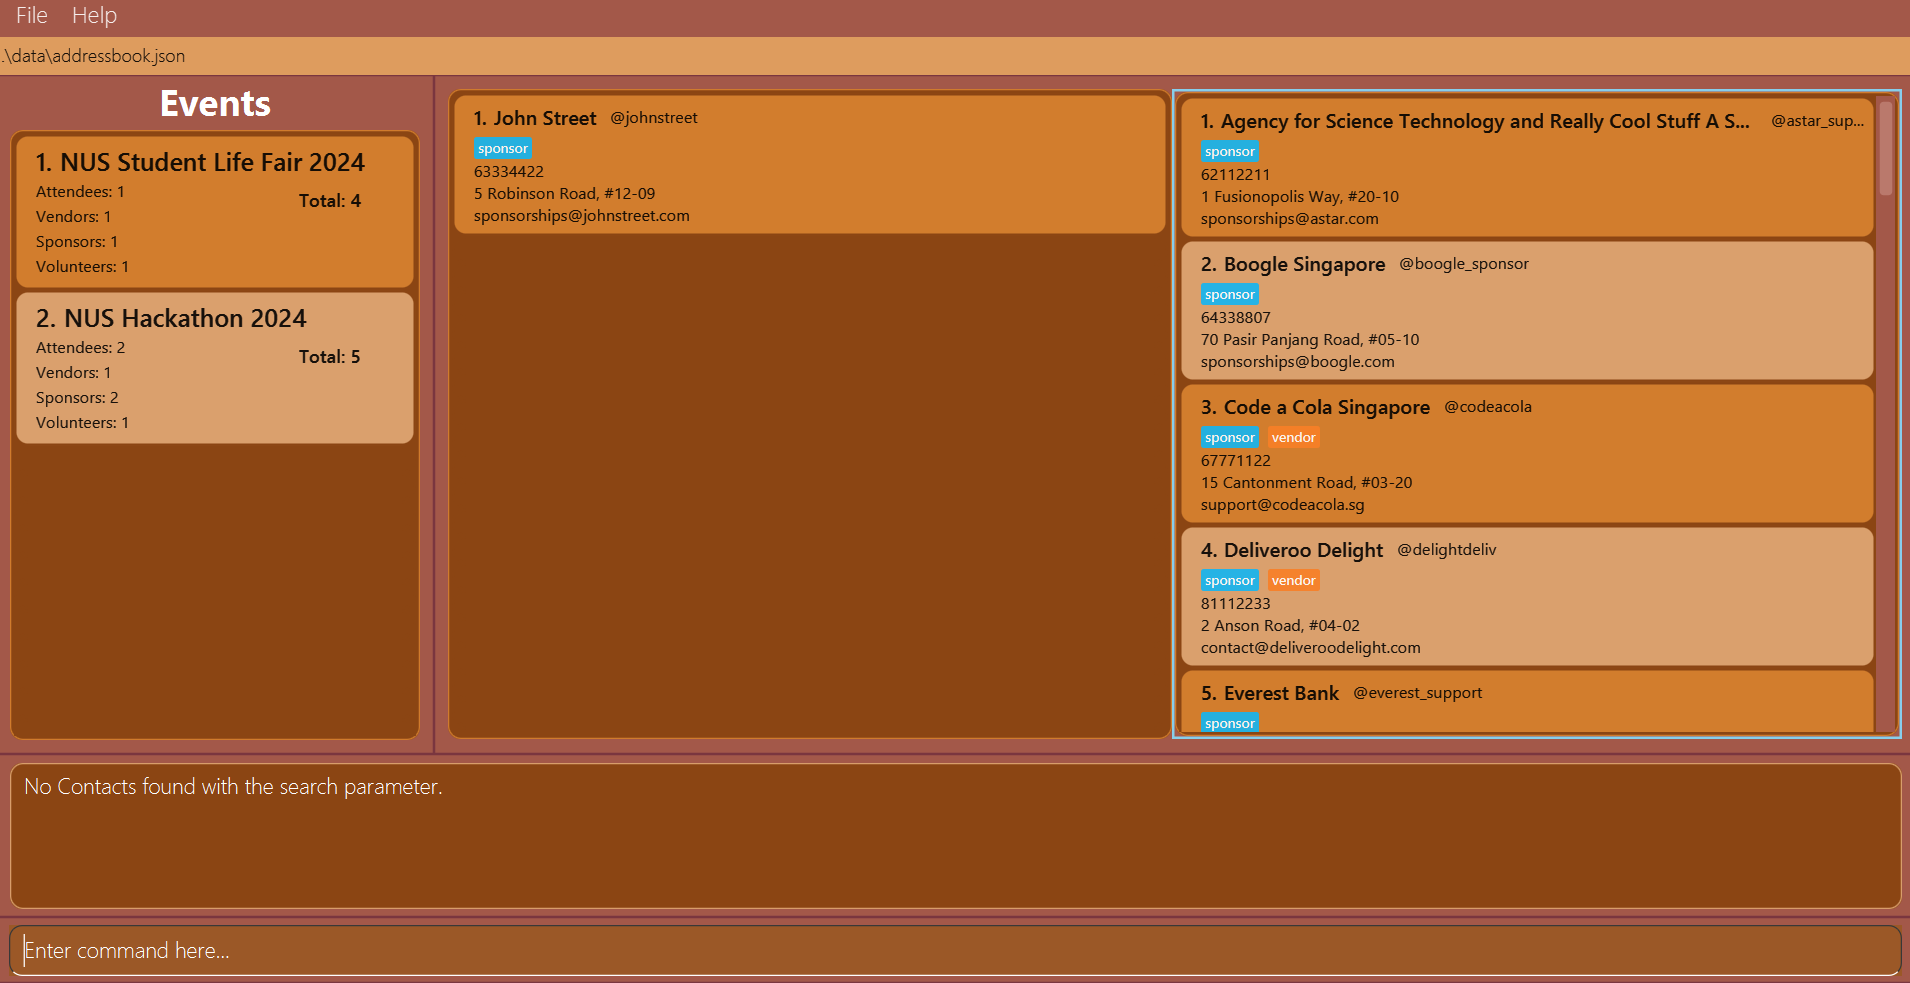 File Help
.\data\addressbook.json
Events
1. NUS Student Life Fair 2024
Attendees: 1
Total: 4
Vendors: 1
Sponsors: 1
Volunteers: 1
2. NUS Hackathon 2024
Attendees: 2
Total: 5
Vendors: 1
Sponsors: 2
Volunteers: 1
1. John Street @johnstreet
sponsor
63334422
5 Robinson Road, #12-09
sponsorships@johnstreet.com
1. Agency for Science Technology and Really Cool Stuff A S... @astar_sup...
sponsor
62112211
1 Fusionopolis Way, #20-10
sponsorships@astar.com
2. Boogle Singapore @boogle_sponsor
sponsor
64338807
70 Pasir Panjang Road, #05-10
sponsorships@boogle.com
3. Code a Cola Singapore @codeacola
sponsor vendor
67771122
15 Cantonment Road, #03-20
support@codeacola.sg
4. Deliveroo Delight @delightdeliv
sponsor vendor
81112233
2 Anson Road, #04-02
contact@deliveroodelight.com
5. Everest Bank @everest_support
sponsor
No Contacts found with the search parameter.
Enter command here...